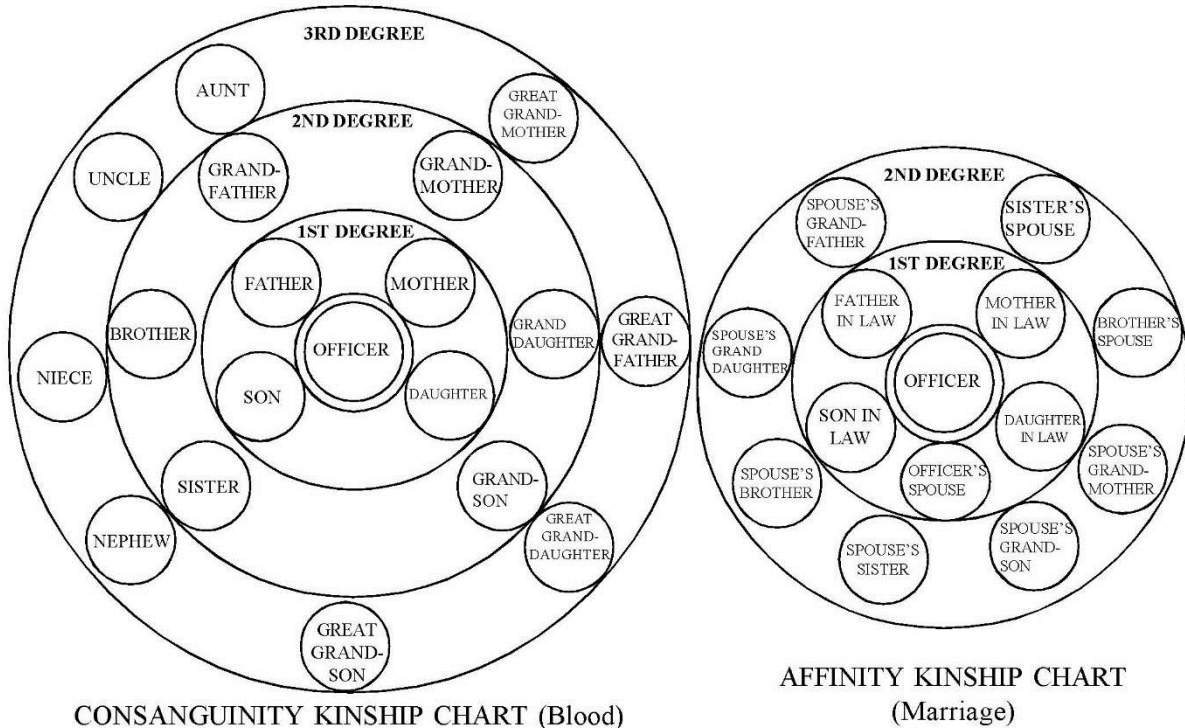 3RD DEGREE
AUNT
GREAT
GRAND-
MOTHER
UNCLE
2ND DEGREE
GRAND-
FATHER
GRAND-
MOTHER
1ST DEGREE
FATHER
MOTHER
BROTHER
OFFICER
GRAND
DAUGHTER
GREAT
GRAND-
FATHER
NIECE
SON
DAUGHTER
SISTER
GRAND-
SON
NEPHEW
GREAT
GRAND-
DAUGHTER
GREAT
GRAND-
SON
CONSANGUINITY KINSHIP CHART (Blood)
2ND DEGREE
SPOUSE'S
GRAND-
FATHER
SISTER'S
SPOUSE
1ST DEGREE
FATHER
IN LAW
MOTHER
IN LAW
BROTHER'S
SPOUSE
SPOUSE'S
GRAND
DAUGHTER
OFFICER
SON IN
LAW
DAUGHTER
IN LAW
SPOUSE'S
BROTHER
OFFICER'S
SPOUSE
SPOUSE'S
GRAND-
MOTHER
SPOUSE'S
SISTER
SPOUSE'S
GRAND-
SON
AFFINITY KINSHIP CHART
(Marriage)